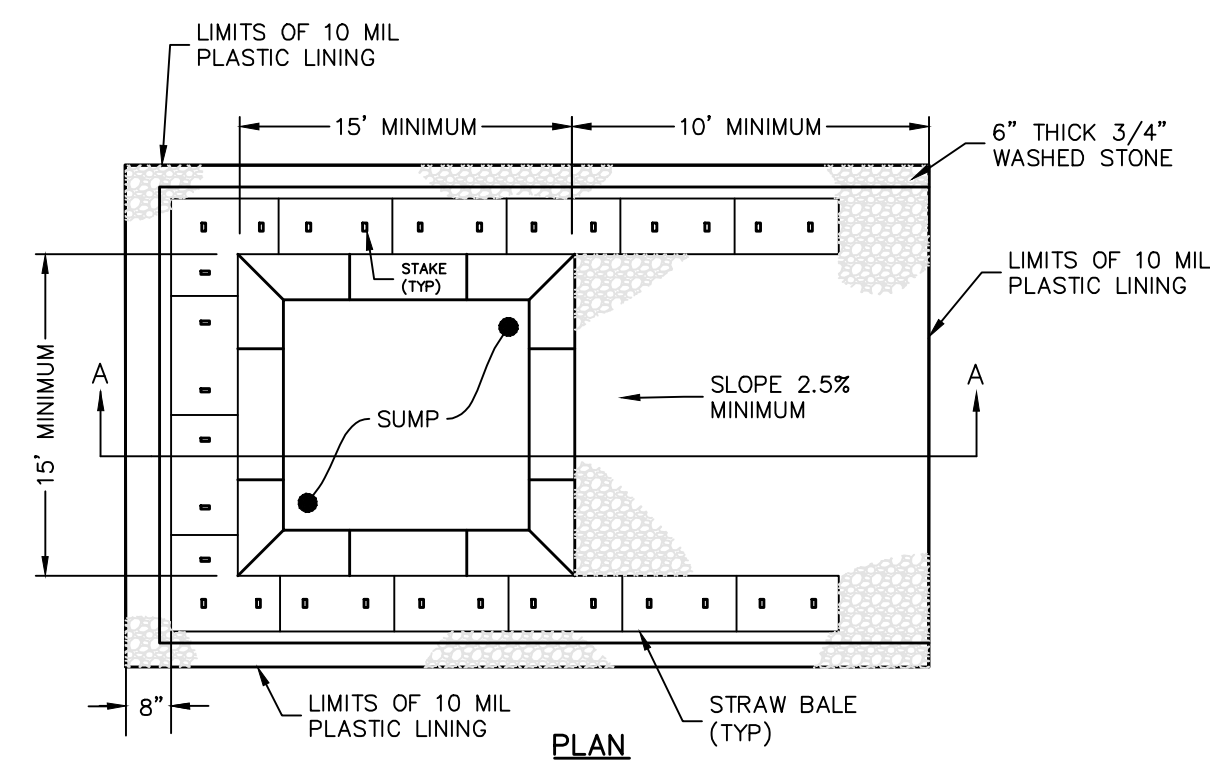 LIMITS OF 10 MIL
PLASTIC LINING
15' MINIMUM
10' MINIMUM
6" THICK 3/4"
WASHED STONE
STAKE
(TYP)
LIMITS OF 10 MIL
PLASTIC LINING
15' MINIMUM
A
A
SLOPE 2.5%
MINIMUM
SUMP
8"
LIMITS OF 10 MIL
PLASTIC LINING
STRAW BALE
(TYP)
PLAN